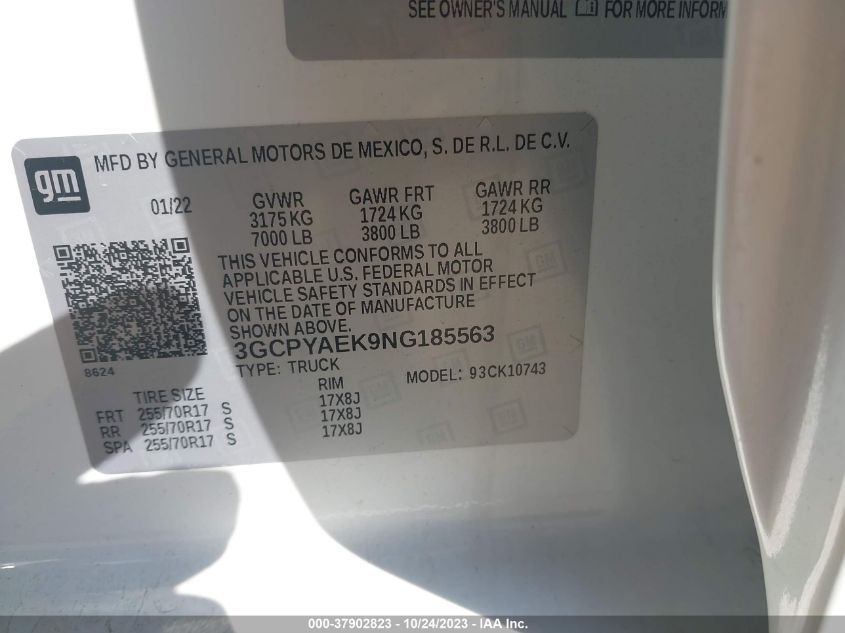 SEE OWNER'S MANUAL FOR MORE
gm
MFD BY GENERAL MOTORS DE MEXICO, S. DE R.L. DE C.V.
01/22
GVWR GAWR FRT GAWR RR
3175 KG 1724 KG 1724 KG
7000 LB 3800 LB 3800 LB
THIS VEHICLE CONFORMS TO ALL
APPLICABLE U.S. FEDERAL MOTOR
VEHICLE SAFETY STANDARDS IN EFFECT
ON THE DATE OF MANUFACTURE
SHOWN ABOVE.
3GCPYAEK9NG185563
8624
TYPE: TRUCK MODEL: 93CK10743
TIRE SIZE RIM
FRT 255/70R17 S 17X8J
RR 255/70R17 S 17X8J
SPA 255/70R17 S 17X8J
000-37902823 - 10/24/2023 - IAAI Inc.